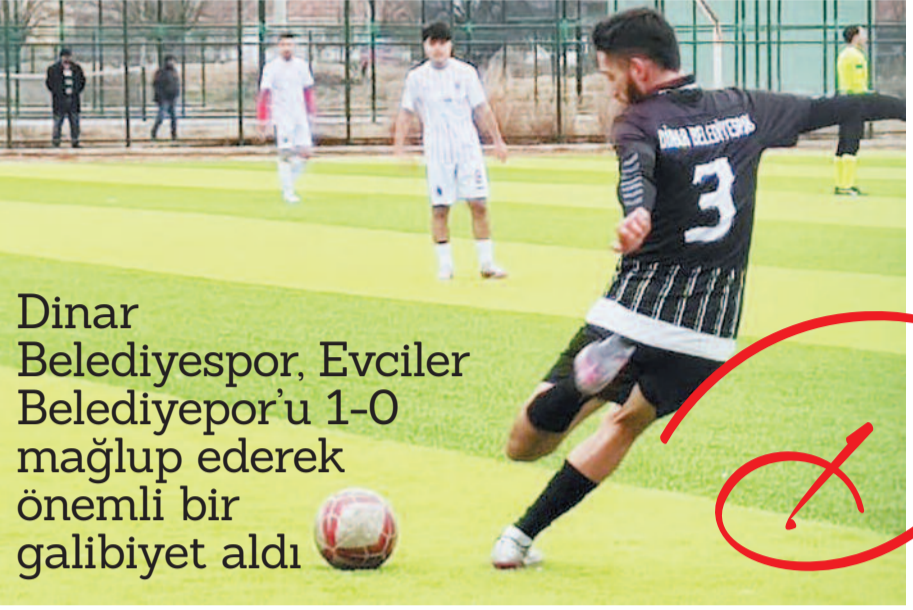 DİNAR BELEDİYESPOR
3
Dinar
Belediyespor, Evciler
Belediyepor’u 1-0
mağlup ederek
önemli bir
galibiyet aldı